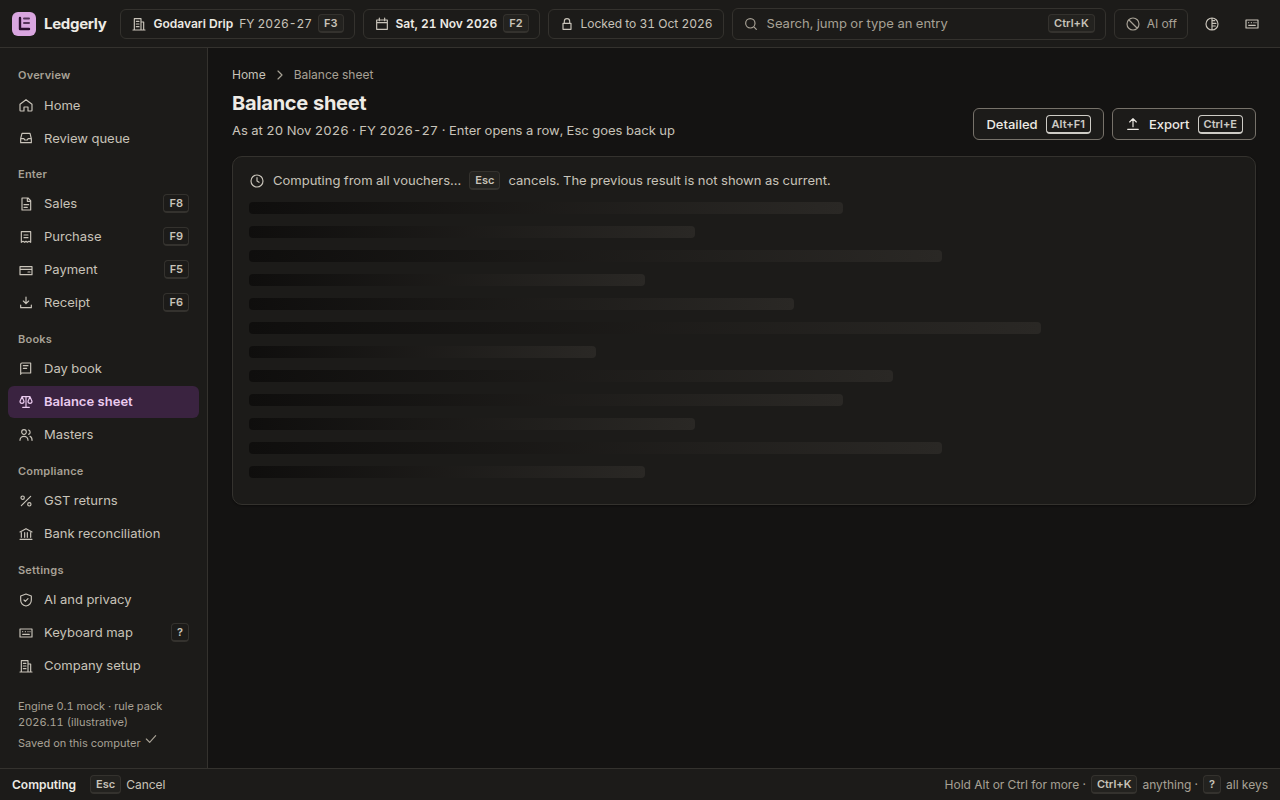 Ledgerly
Godavari Drip FY 2026-27 F3
Sat, 21 Nov 2026 F2
Locked to 31 Oct 2026
Search, jump or type an entry Ctrl+K
AI off
Overview
Home
Review queue
Enter
Sales F8
Purchase F9
Payment F5
Receipt F6
Books
Day book
Balance sheet
Masters
Compliance
GST returns
Bank reconciliation
Settings
AI and privacy
Keyboard map ?
Company setup
Engine 0.1 mock · rule pack
2026.11 (illustrative)
Saved on this computer
Home > Balance sheet
Balance sheet
As at 20 Nov 2026 · FY 2026-27 · Enter opens a row, Esc goes back up
Detailed Alt+F1
Export Ctrl+E
Computing from all vouchers... Esc cancels. The previous result is not shown as current.
Computing Esc Cancel
Hold Alt or Ctrl for more · Ctrl+K anything · ? all keys